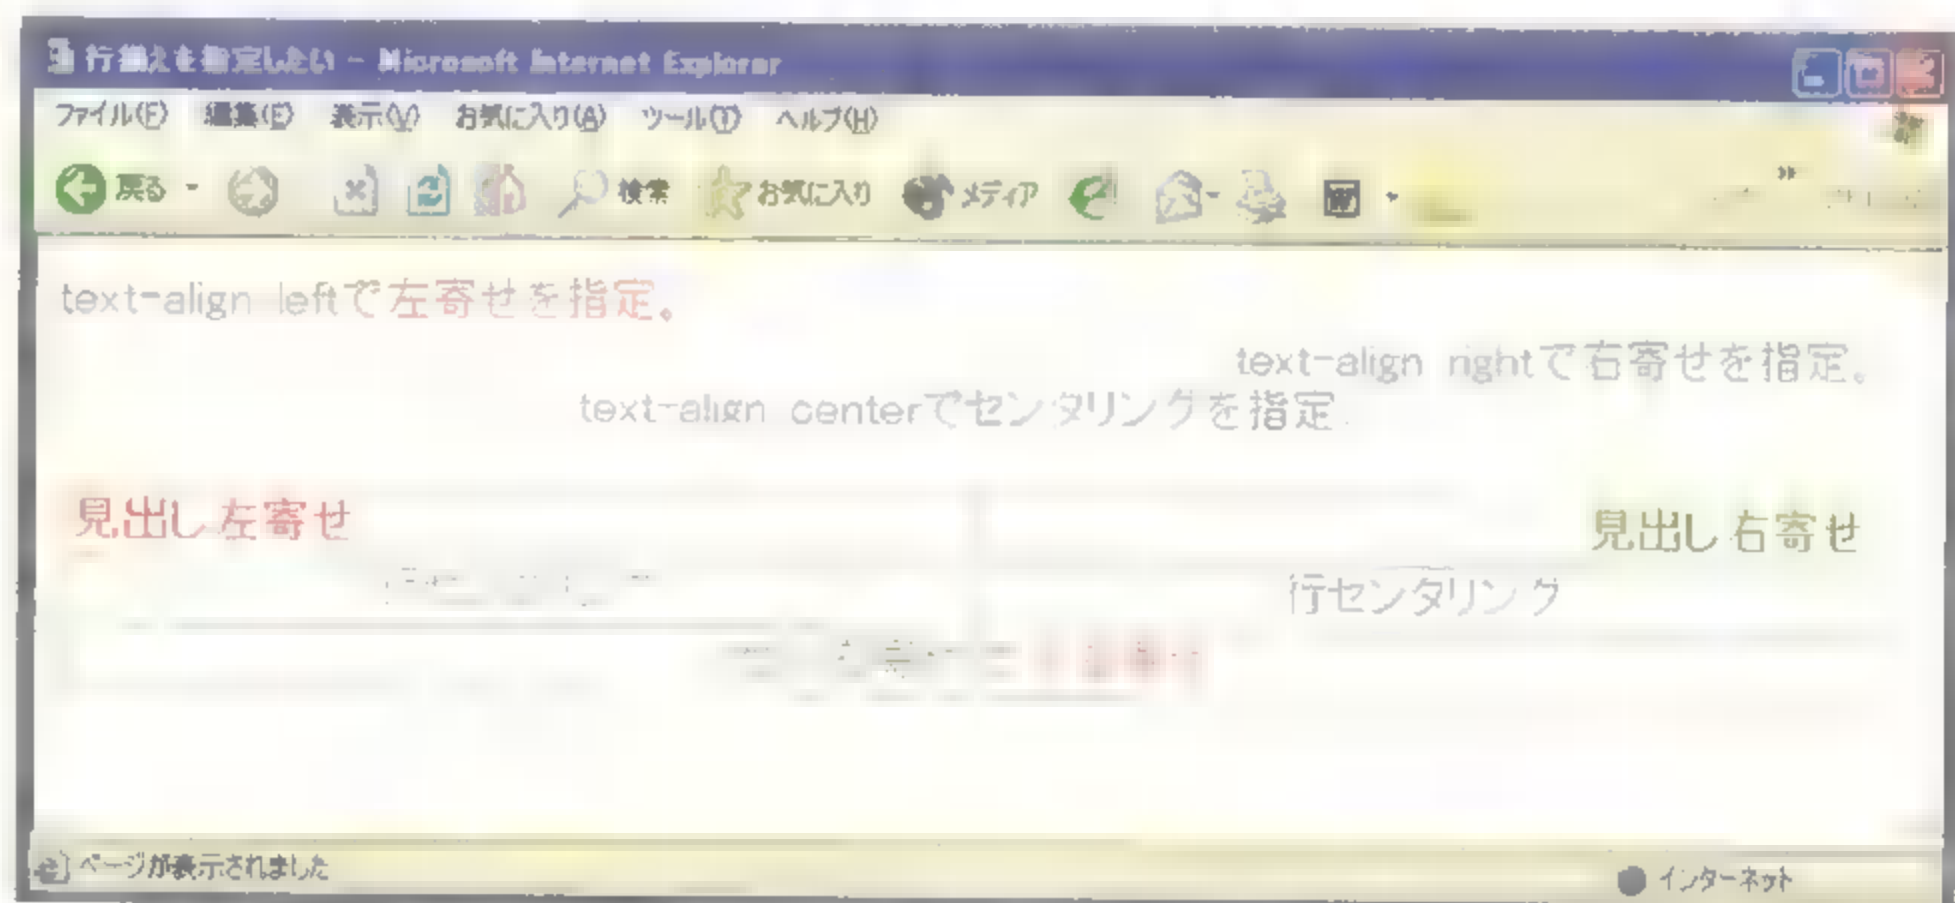 行揃えを指定したい - Microsoft Internet Explorer
ファイル(F) 編集(E) 表示(V) お気に入り(A) ツール(T) ヘルプ(H)
戻る 検索 お気に入り メディア
text-align leftで左寄せを指定。
text-align rightで右寄せを指定。
text-align centerでセンタリングを指定
見出し左寄せ 見出し右寄せ
行センタリング
ページが表示されました インターネット